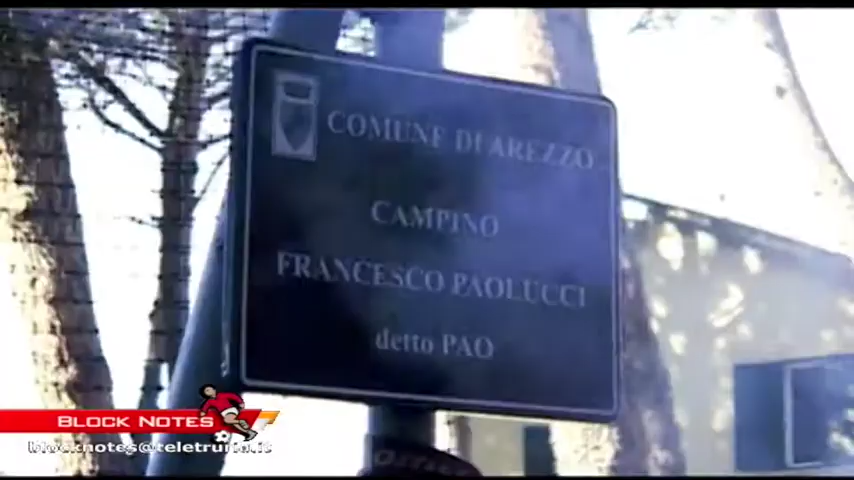 COMUNE DI AREZZO
CAMPINO
FRANCESCO PAOLUCCI
detto PAO
BLOCK NOTES
blocknotes@teletruria.it